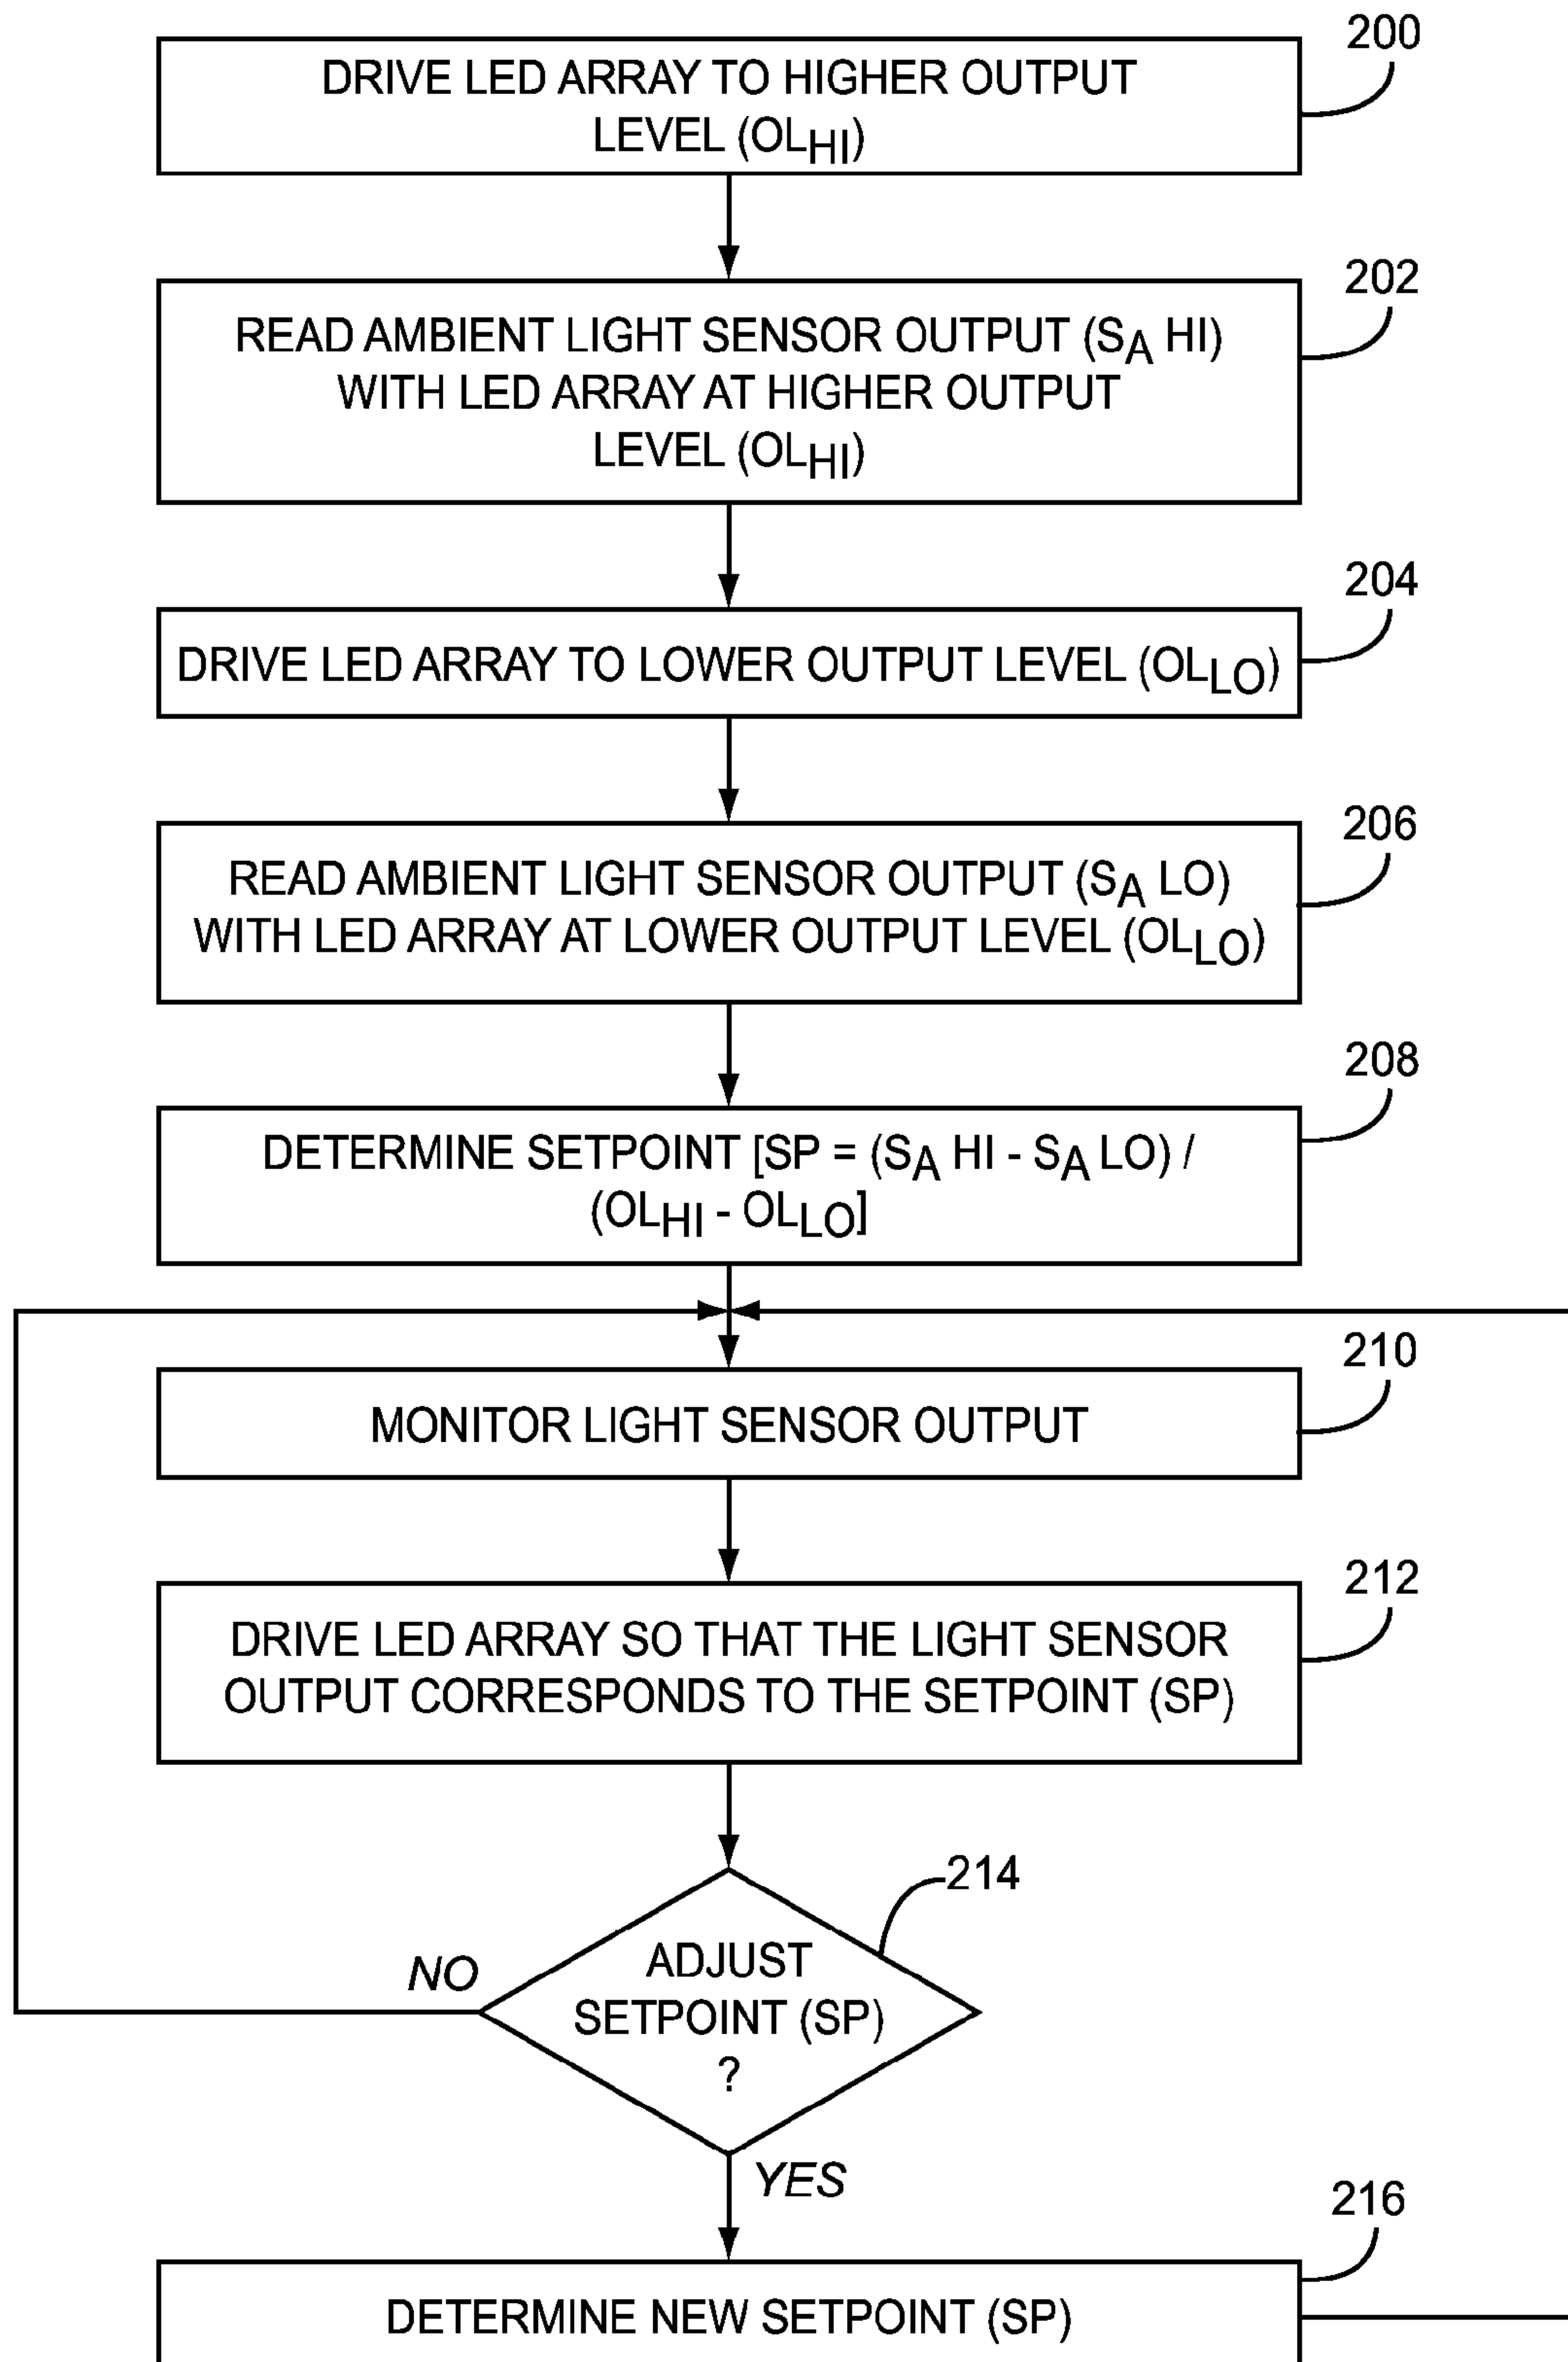 200
DRIVE LED ARRAY TO HIGHER OUTPUT
LEVEL (OLHI)
202
READ AMBIENT LIGHT SENSOR OUTPUT (SA HI)
WITH LED ARRAY AT HIGHER OUTPUT
LEVEL (OLHI)
204
DRIVE LED ARRAY TO LOWER OUTPUT LEVEL (OLLO)
206
READ AMBIENT LIGHT SENSOR OUTPUT (SA LO)
WITH LED ARRAY AT LOWER OUTPUT LEVEL (OLLO)
208
DETERMINE SETPOINT [SP = (SA HI - SA LO) /
(OLHI - OLLO]
210
MONITOR LIGHT SENSOR OUTPUT
212
DRIVE LED ARRAY SO THAT THE LIGHT SENSOR
OUTPUT CORRESPONDS TO THE SETPOINT (SP)
214
ADJUST
SETPOINT (SP)
?
NO
YES
216
DETERMINE NEW SETPOINT (SP)